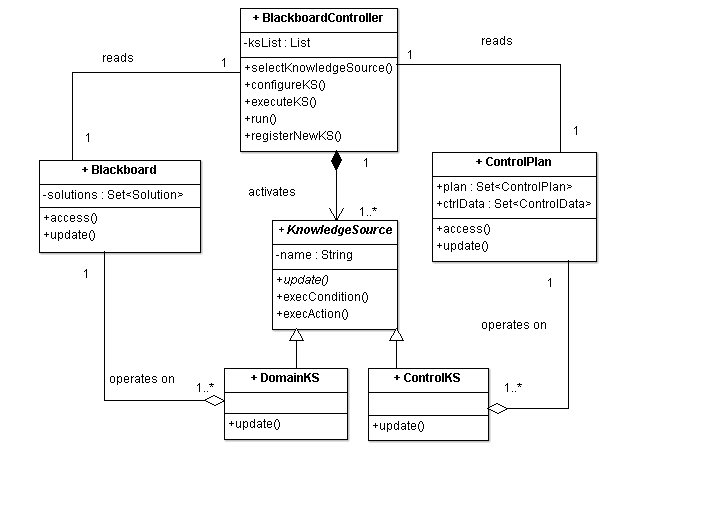 + BlackboardController
-ksList : List
+selectKnowledgeSource()
+configureKS()
+executeKS()
+run()
+registerNewKS()
reads
1
1
reads
1
1
+ Blackboard
-solutions : Set<Solution>
+access()
+update()
+ ControlPlan
+plan : Set<ControlPlan>
+ctrlData : Set<ControlData>
+access()
+update()
1
activates
1..*
+ KnowledgeSource
-name : String
+update()
+execCondition()
+execAction()
1
operates on
1..*
1
operates on
1..*
+ DomainKS
+update()
+ ControlKS
+update()